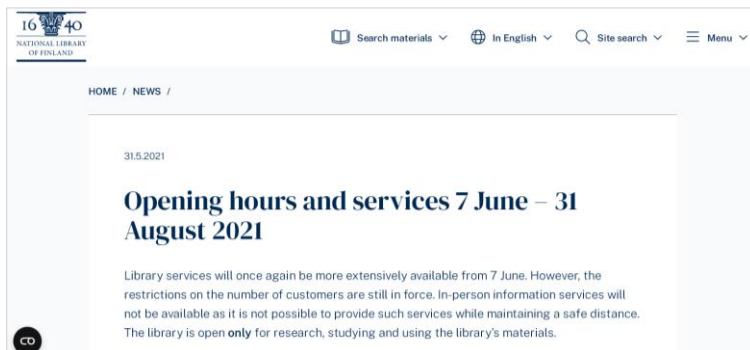 16 40
NATIONAL LIBRARY
OF FINLAND
Search materials
In English
Site search
Menu
HOME / NEWS /
31.5.2021
Opening hours and services 7 June – 31
August 2021
Library services will once again be more extensively available from 7 June. However, the
restrictions on the number of customers are still in force. In-person information services will
not be available as it is not possible to provide such services while maintaining a safe distance.
The library is open only for research, studying and using the library's materials.